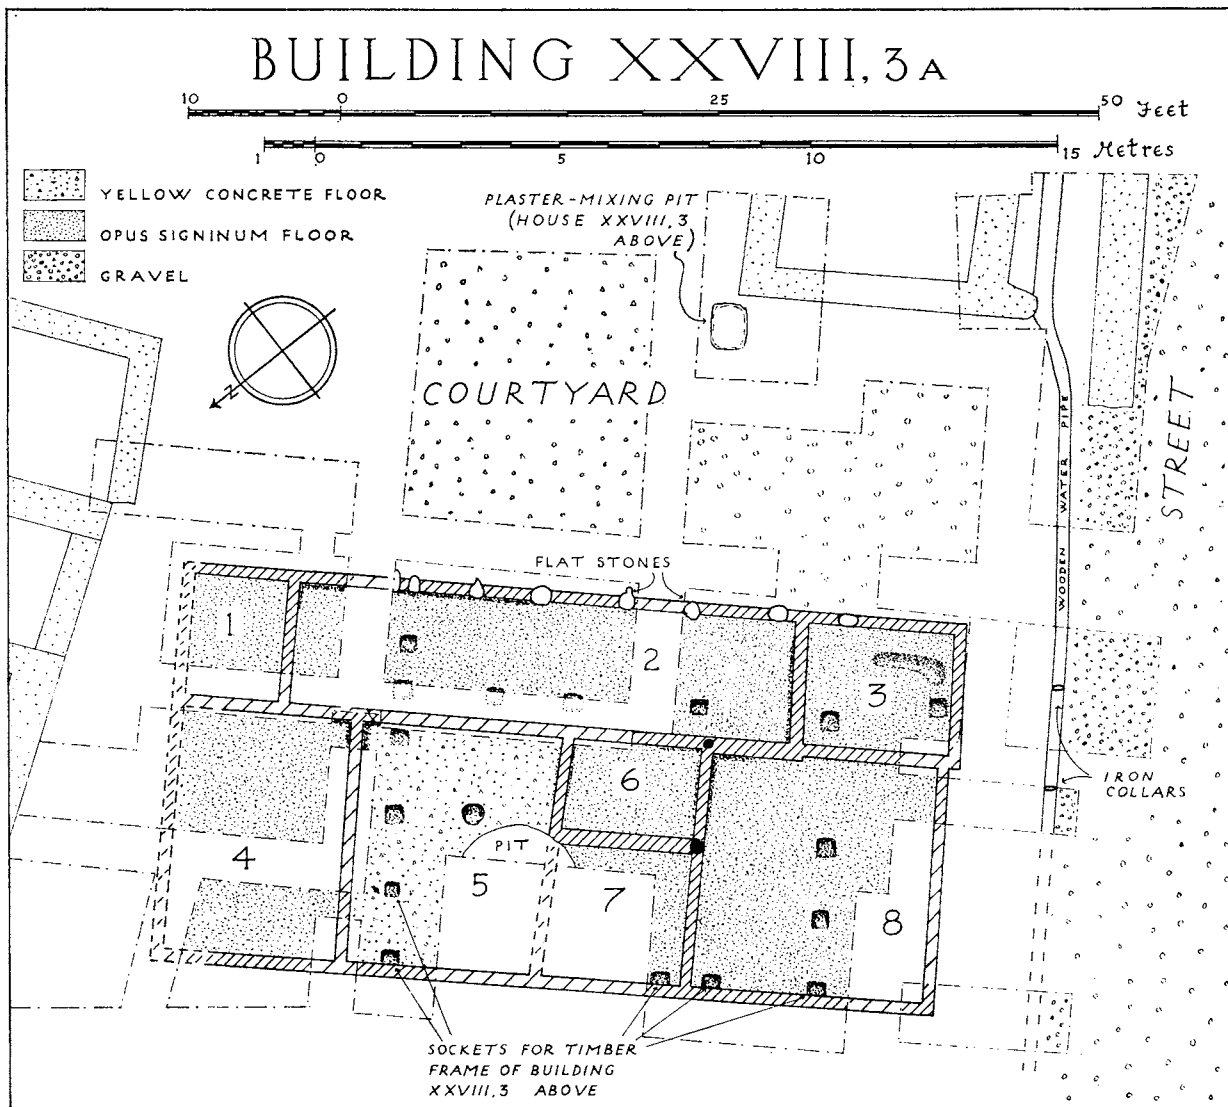 BUILDING XXVIII, 3A
10 0 25 50 Feet
1 0 5 10 15 Metres
YELLOW CONCRETE FLOOR
OPUS SIGNINUM FLOOR
GRAVEL
PLASTER-MIXING PIT
(HOUSE XXVIII,3
ABOVE)
N
COURTYARD
STREET
WOODEN WATER PIPE
FLAT STONES
1
2
3
IRON
COLLARS
6
PIT
4
5
7
8
SOCKETS FOR TIMBER
FRAME OF BUILDING
XXVIII,3 ABOVE